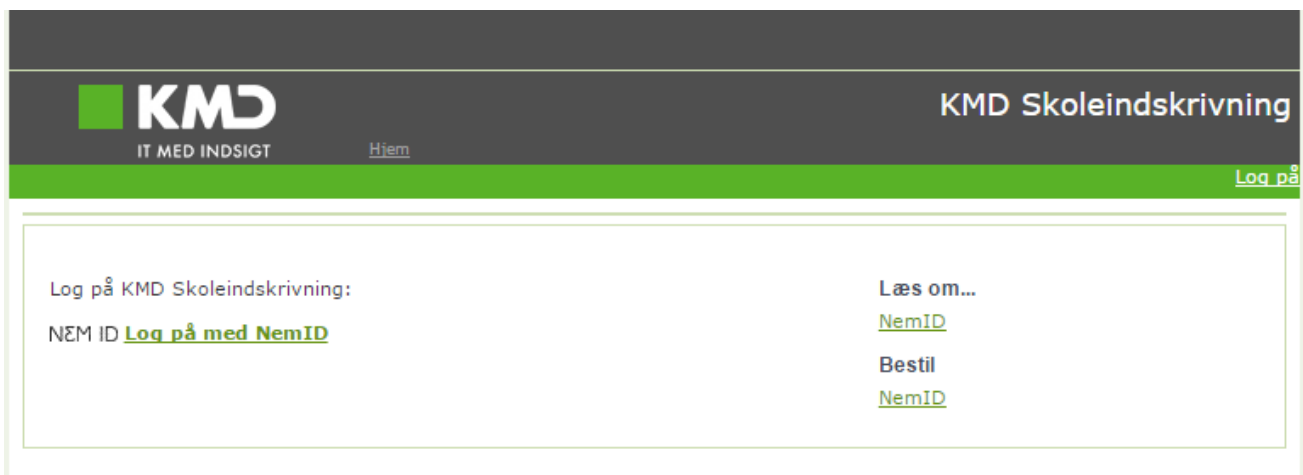 KMD
IT MED INDSIGT
Hjem
KMD Skoleindskrivning
Log på
Log på KMD Skoleindskrivning:
NEM ID Log på med NemID
Læs om...
NemID
Bestil
NemID